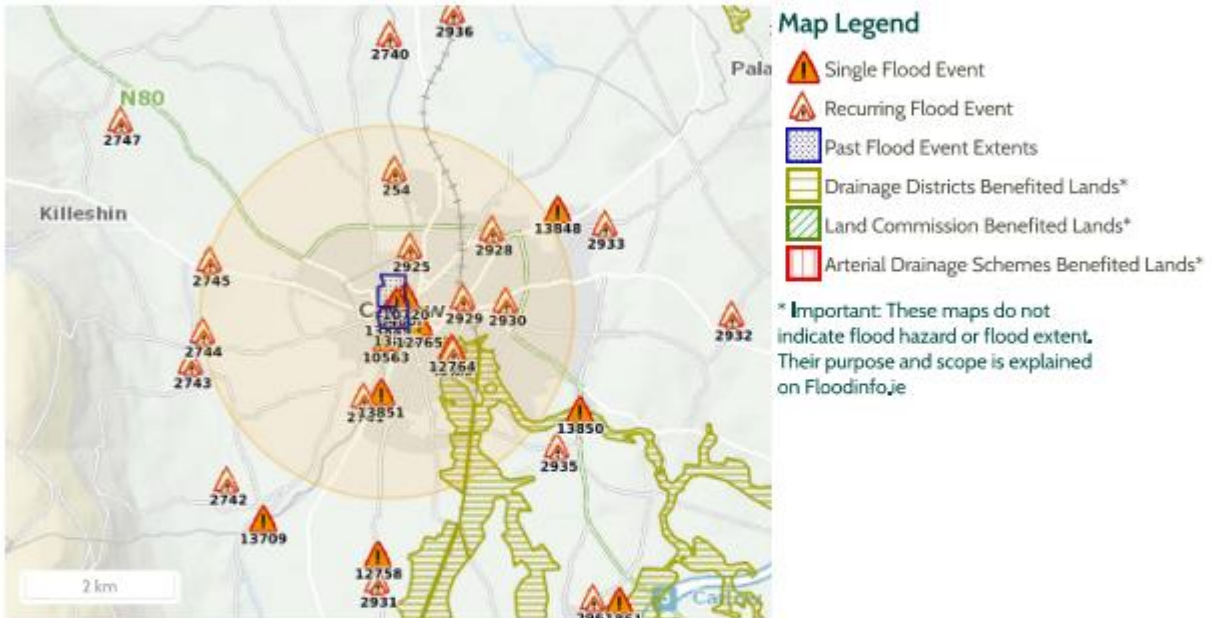 2936
2740
Pala
N80
2747
254
Killeshin
13848
2933
2928
2925
2745
2929
2930
2932
2744
12765
10563
12764
2743
13851
13850
2935
2742
13709
12758
2931
2 km
Map Legend
Single Flood Event
Recurring Flood Event
Past Flood Event Extents
Drainage Districts Benefited Lands*
Land Commission Benefited Lands*
Arterial Drainage Schemes Benefited Lands*
* Important: These maps do not
indicate flood hazard or flood extent.
Their purpose and scope is explained
on Floodinfo.ie